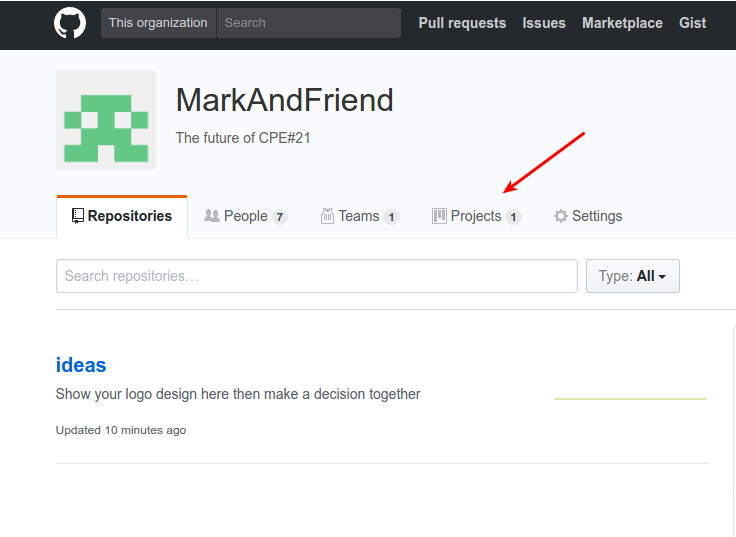 This organization Search Pull requests Issues Marketplace Gist
MarkAndFriend
The future of CPE#21
Repositories People 7 Teams 1 Projects 1 Settings
Search repositories… Type: All
ideas
Show your logo design here then make a decision together
Updated 10 minutes ago